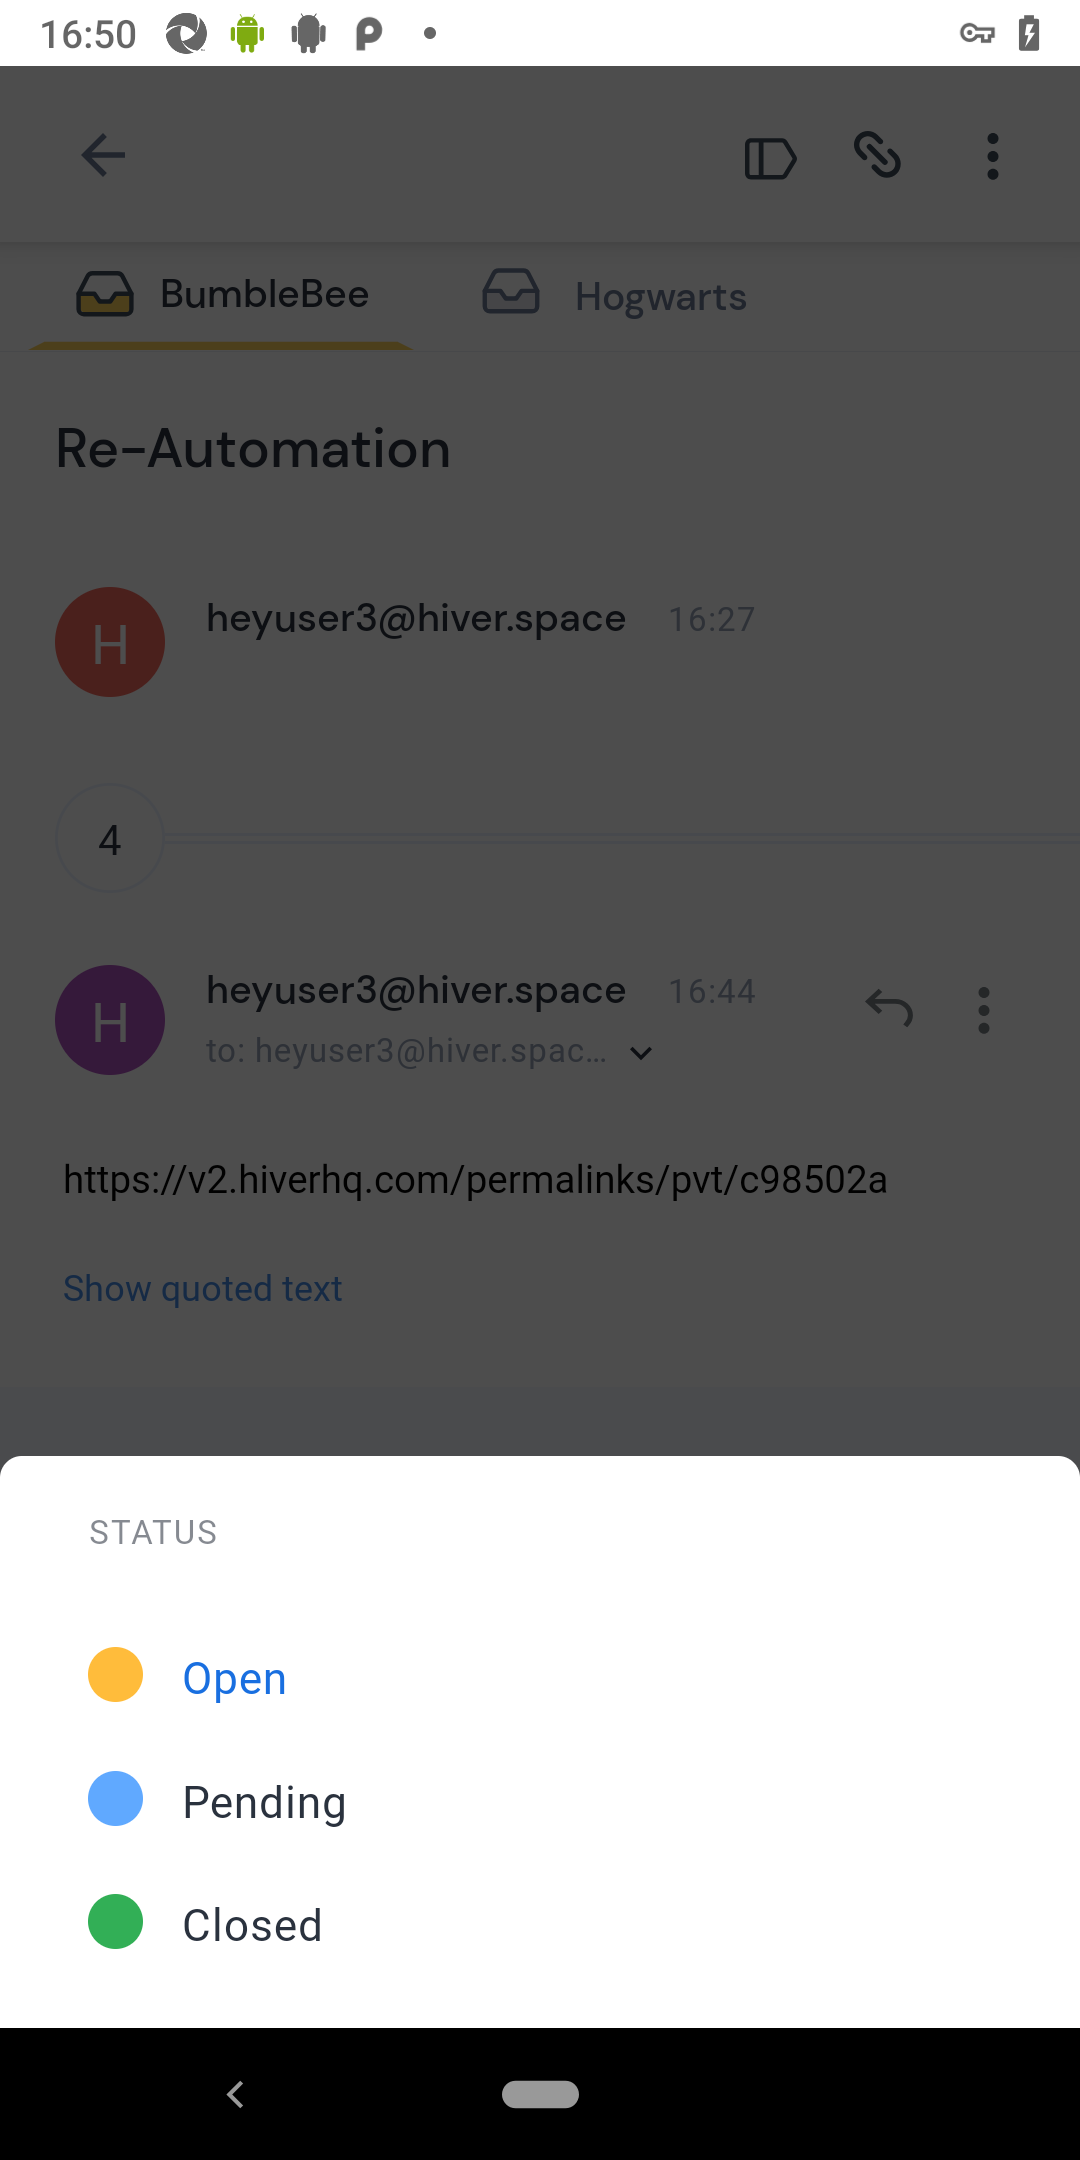 16:50
BumbleBee
Hogwarts
Re-Automation
H
heyuser3@hiver.space 16:27
4
H
heyuser3@hiver.space 16:44
to: heyuser3@hiver.spac...
https://v2.hiverhq.com/permalinks/pvt/c98502a
Show quoted text
STATUS
Open
Pending
Closed